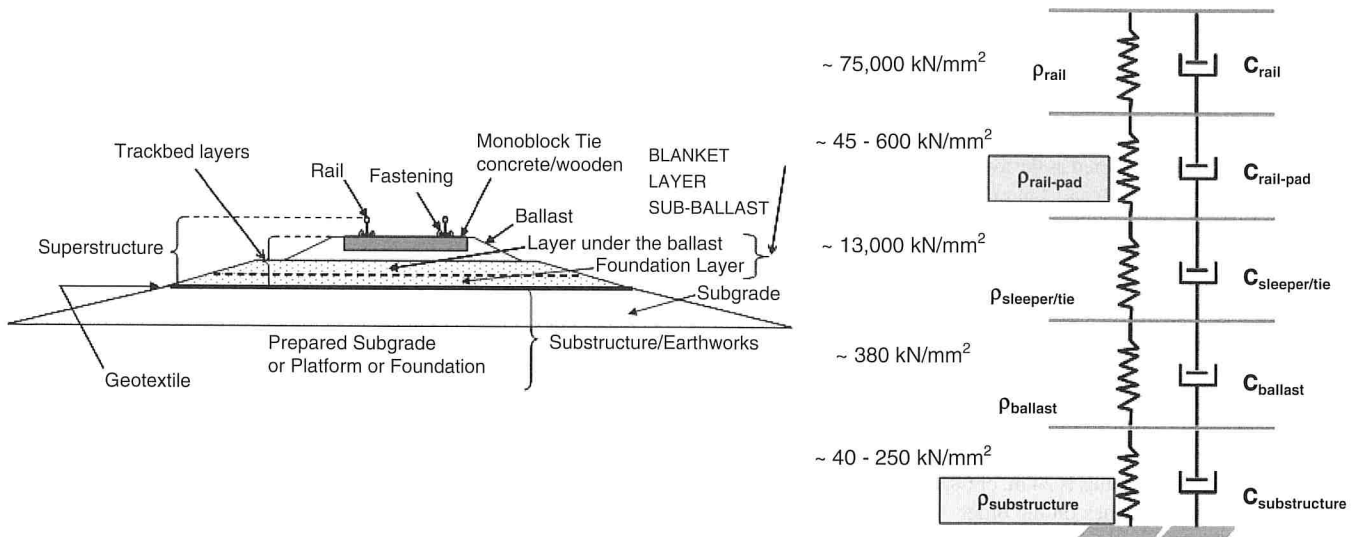 Trackbed layers
Rail
Fastening
Monoblock Tie
concrete/wooden
BLANKET
LAYER
SUB-BALLAST
Superstructure
Ballast
Layer under the ballast
Foundation Layer
Subgrade
Geotextile
Prepared Subgrade
or Platform or Foundation
Substructure/Earthworks
~ 75,000 kN/mm²
ρrail
Crail
~ 45 - 600 kN/mm²
ρrail-pad
Crail-pad
~ 13,000 kN/mm²
ρsleeper/tie
Csleeper/tie
~ 380 kN/mm²
ρballast
Cballast
~ 40 - 250 kN/mm²
ρsubstructure
Csubstructure